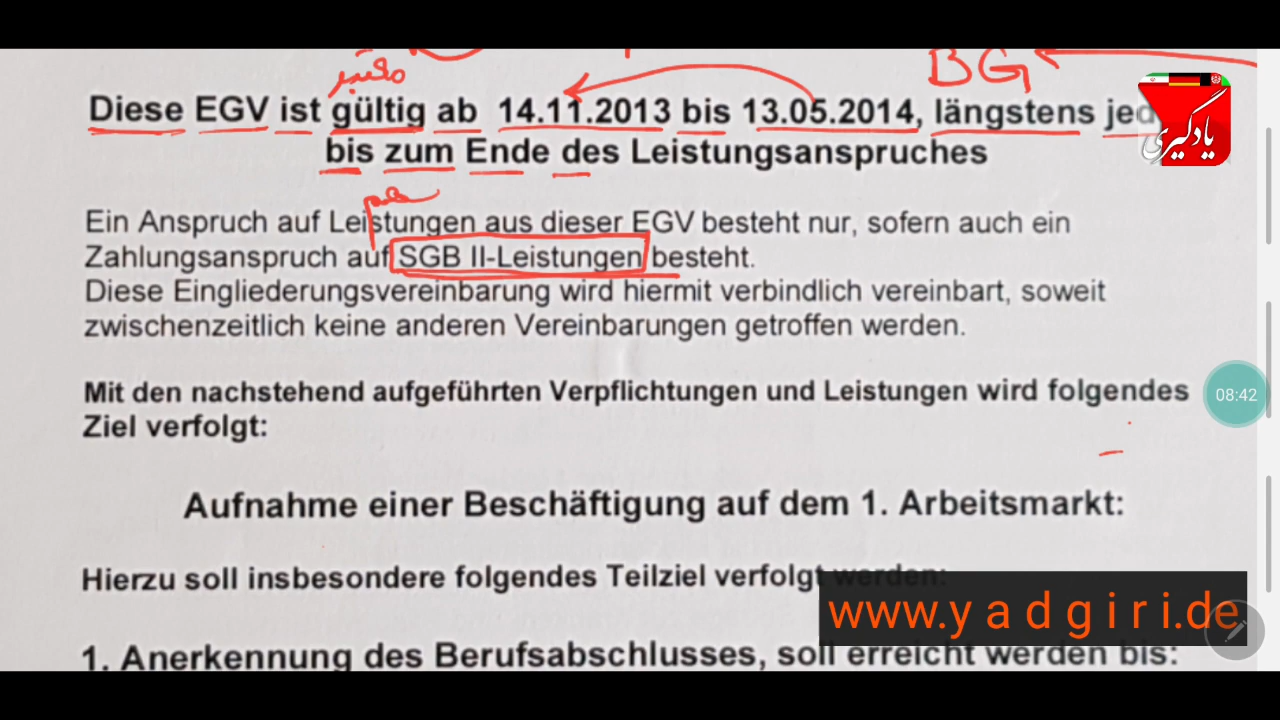 معتبر
BG
Diese EGV ist gültig ab 14.11.2013 bis 13.05.2014, längstens jed
bis zum Ende des Leistungsanspruches
یادگیری
Ein Anspruch auf Leistungen aus dieser EGV besteht nur, sofern auch ein
Zahlungsanspruch auf SGB II-Leistungen besteht.
Diese Eingliederungsvereinbarung wird hiermit verbindlich vereinbart, soweit
zwischenzeitlich keine anderen Vereinbarungen getroffen werden.
Mit den nachstehend aufgeführten Verpflichtungen und Leistungen wird folgendes
Ziel verfolgt:
08:42
Aufnahme einer Beschäftigung auf dem 1. Arbeitsmarkt:
Hierzu soll insbesondere folgendes Teilziel verfolgt werden:
www.y a d g i r i.de
1. Anerkennung des Berufsabschlusses, soll erreicht werden bis: